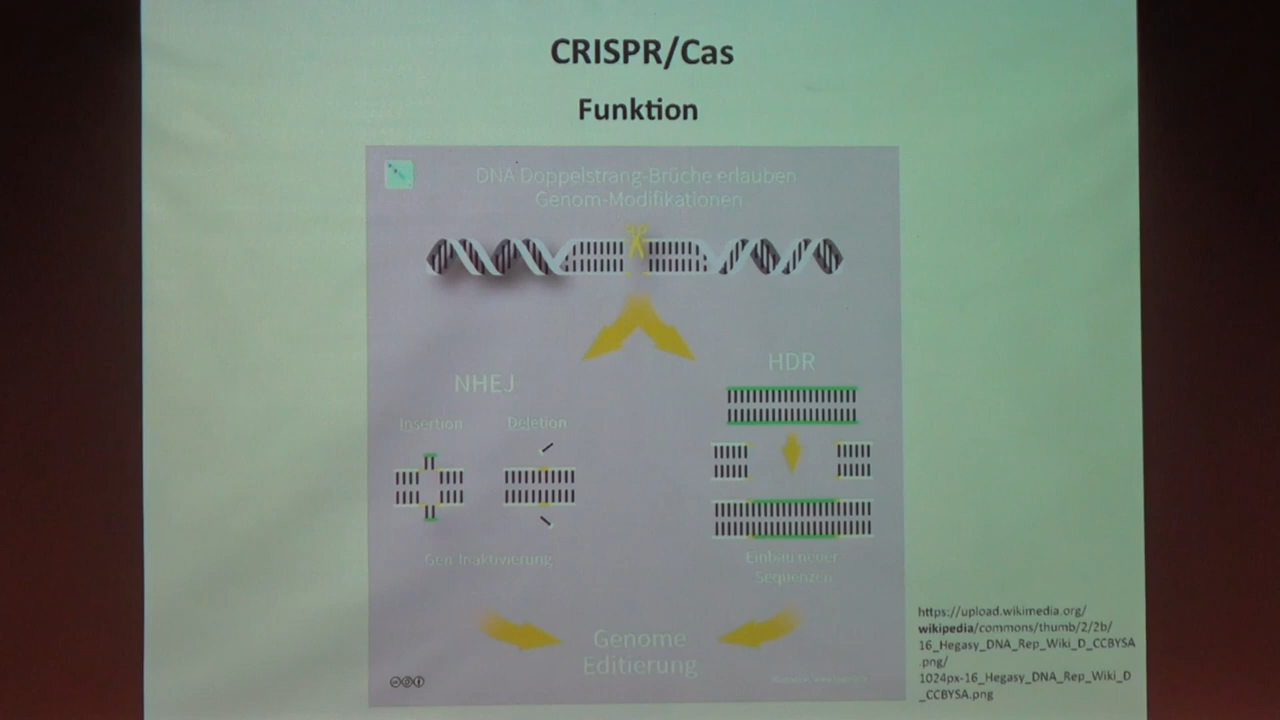 CRISPR/Cas
Funktion
DNA Doppelstrang-Brüche erlauben
Genom-Modifikationen
NHEJ
HDR
Insertion
Deletion
Gen-Inaktivierung
Einbau neuer
Sequenzen
Genome
Editierung
https://upload.wikimedia.org/
wikipedia/commons/thumb/2/2b/
16_Hegasy_DNA_Rep_Wiki_D_CCBYSA
.png/
1024px-16_Hegasy_DNA_Rep_Wiki_D
_CCBYSA.png